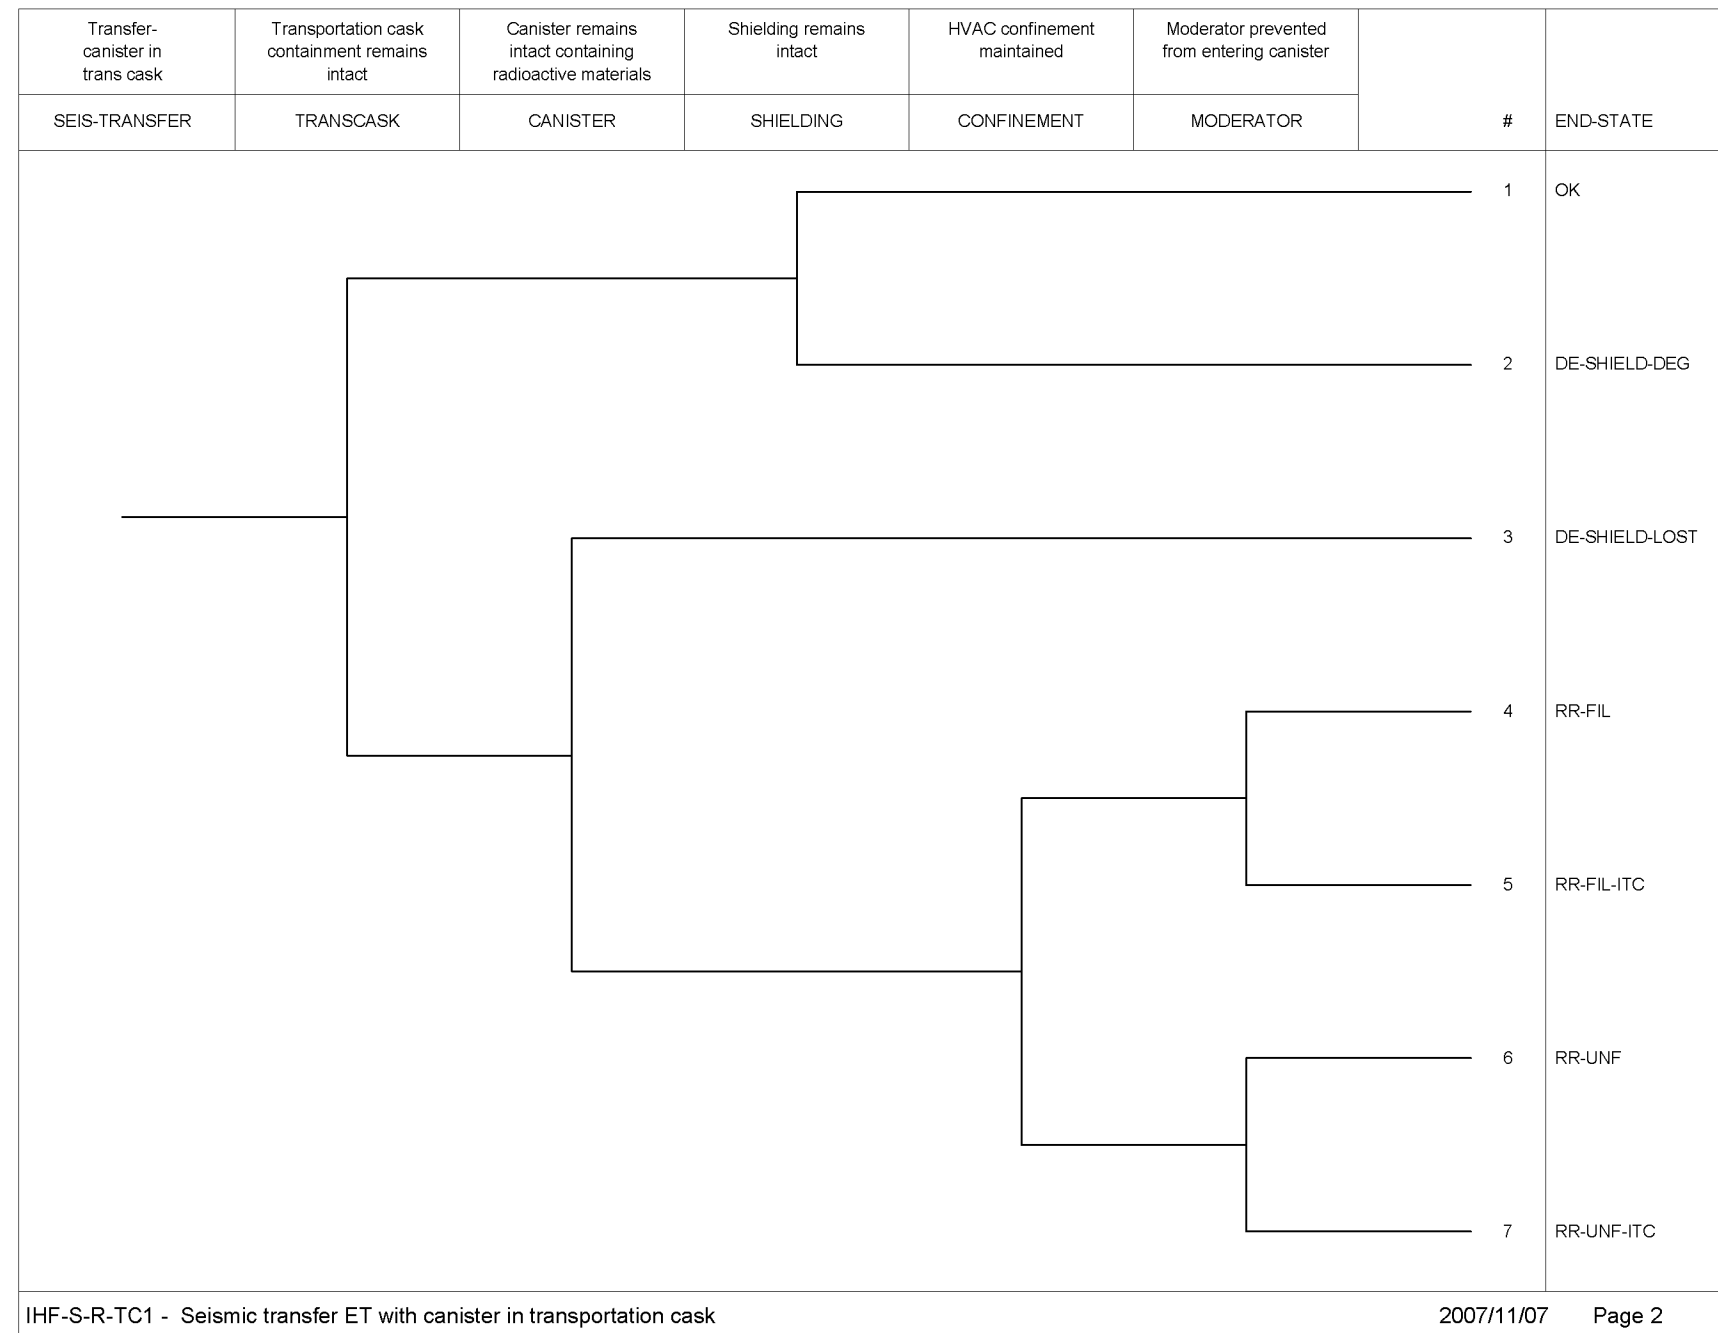 Transfer-
canister in
trans cask
Transportation cask
containment remains
intact
Canister remains
intact containing
radioactive materials
Shielding remains
intact
HVAC confinement
maintained
Moderator prevented
from entering canister
SEIS-TRANSFER
TRANSCASK
CANISTER
SHIELDING
CONFINEMENT
MODERATOR
#
END-STATE
1 OK
2 DE-SHIELD-DEG
3 DE-SHIELD-LOST
4 RR-FIL
5 RR-FIL-ITC
6 RR-UNF
7 RR-UNF-ITC
IHF-S-R-TC1 - Seismic transfer ET with canister in transportation cask
2007/11/07 Page 2